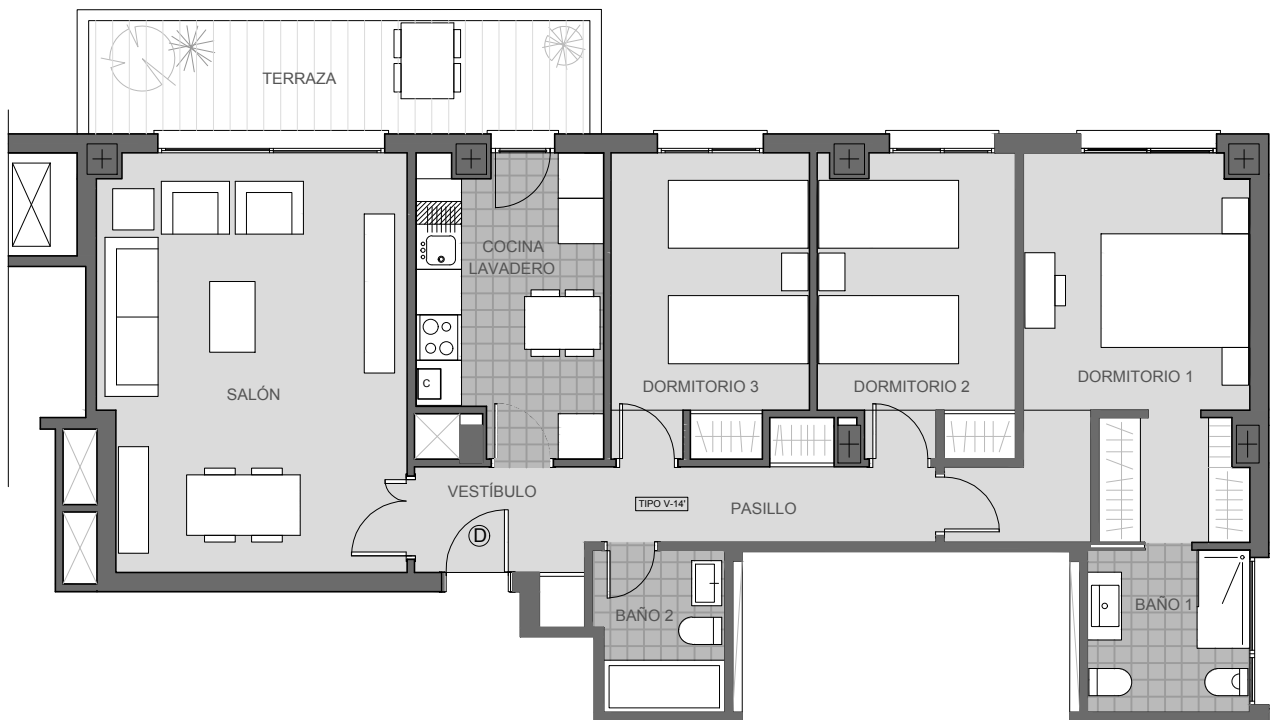 TERRAZA
COCINA
LAVADERO
SALÓN
C
DORMITORIO 3
DORMITORIO 2
DORMITORIO 1
VESTÍBULO
TIPO V-14'
PASILLO
D
BAÑO 2
BAÑO 1